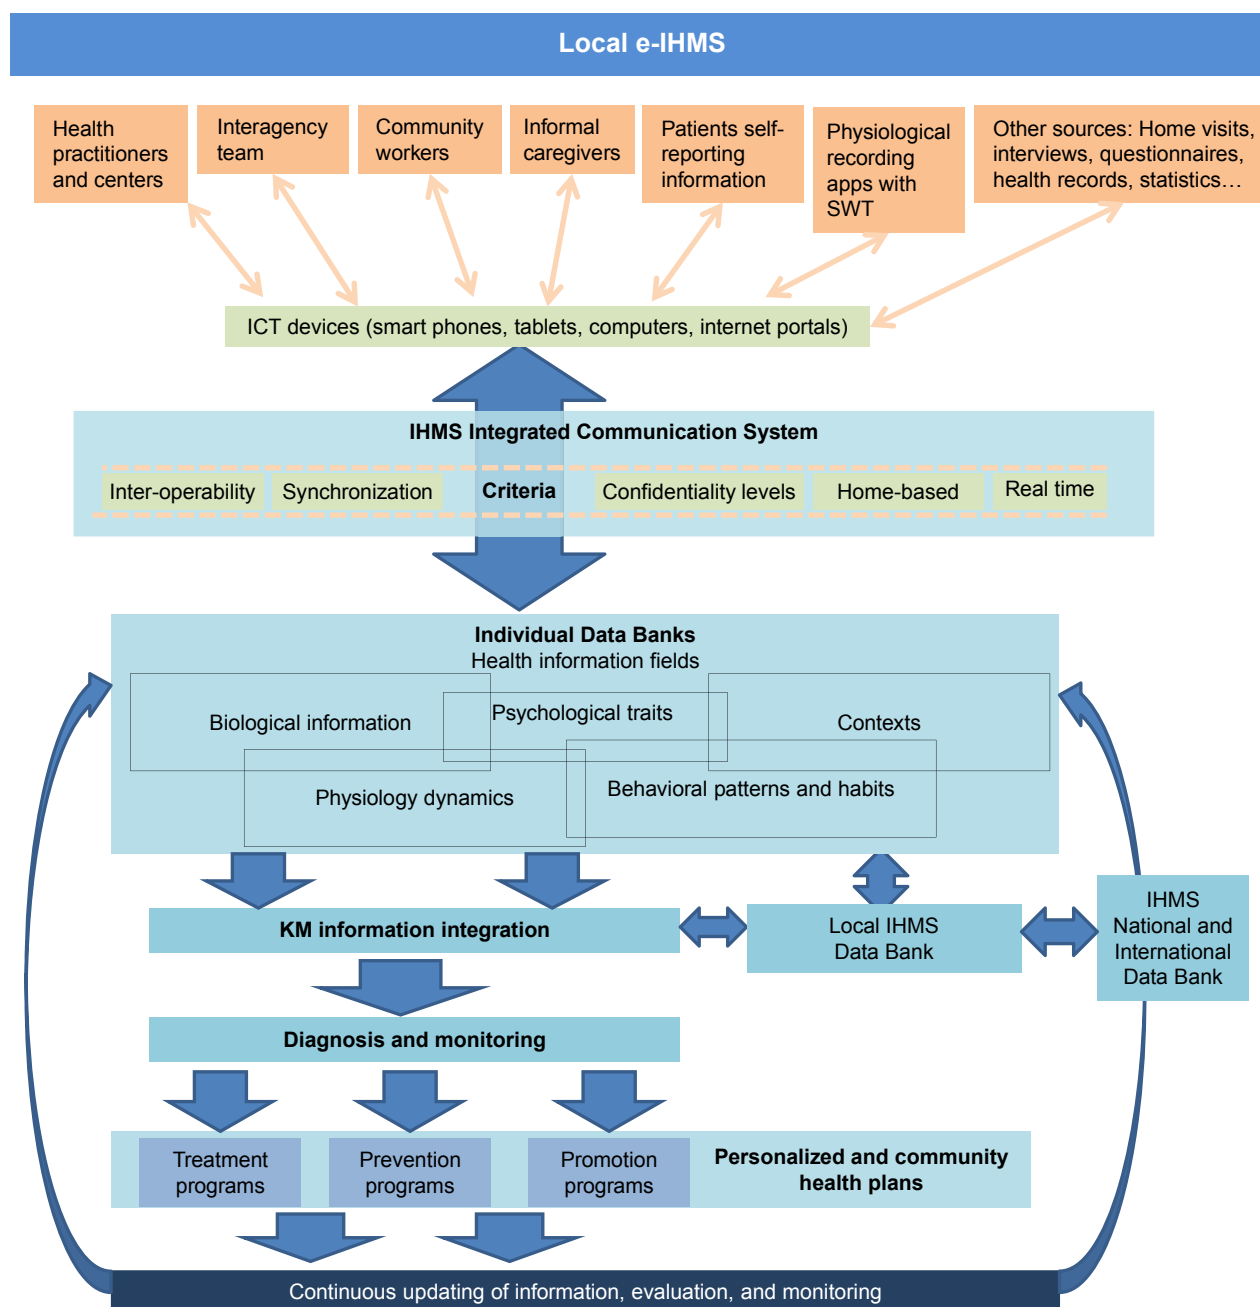 Local e-IHMS
Health
practitioners
and centers
Interagency
team
Community
workers
Informal
caregivers
Patients self-
reporting
information
Physiological
recording
apps with
SWT
Other sources: Home visits,
interviews, questionnaires,
health records, statistics…
ICT devices (smart phones, tablets, computers, internet portals)
IHMS Integrated Communication System
Inter-operability
Synchronization
Criteria
Confidentiality levels
Home-based
Real time
Individual Data Banks
Health information fields
Biological information
Psychological traits
Contexts
Physiology dynamics
Behavioral patterns and habits
KM information integration
Local IHMS
Data Bank
IHMS
National and
International
Data Bank
Diagnosis and monitoring
Treatment
programs
Prevention
programs
Promotion
programs
Personalized and community
health plans
Continuous updating of information, evaluation, and monitoring